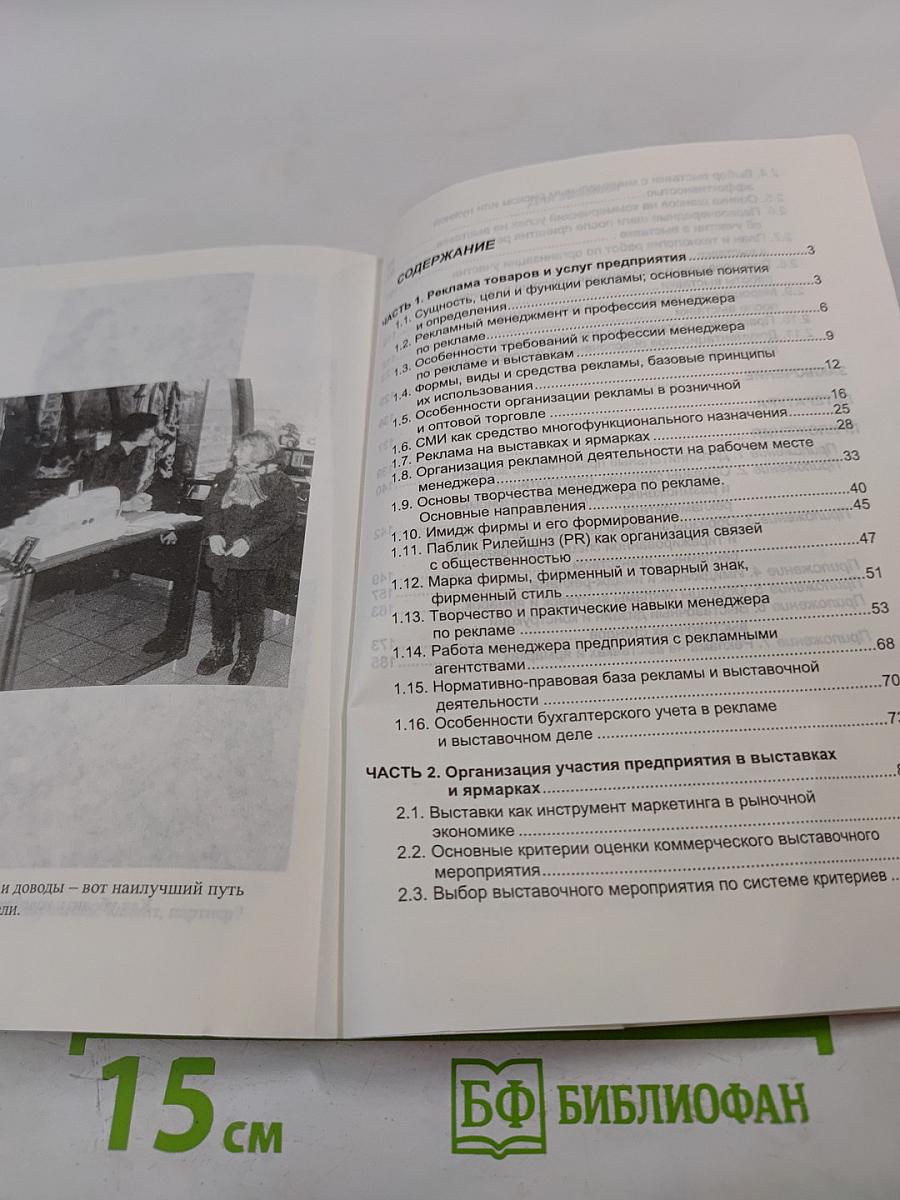 и доводы – вот наилучший путь
ли.
СОДЕРЖАНИЕ
ЧАСТЬ 1. Реклама товаров и услуг предприятия ..........3
1.1. Сущность, цели и функции рекламы; основные понятия
и определения ..........3
1.2. Рекламный менеджмент и профессия менеджера
по рекламе ..........6
1.3. Особенности требований к профессии менеджера
по рекламе и выставкам ..........9
1.4. Формы, виды и средства рекламы, базовые принципы
их использования ..........12
1.5. Особенности организации рекламы в розничной
и оптовой торговле ..........16
1.6. СМИ как средство многофункционального назначения ..........25
1.7. Реклама на выставках и ярмарках ..........28
1.8. Организация рекламной деятельности на рабочем месте
менеджера ..........33
1.9. Основы творчества менеджера по рекламе.
Основные направления ..........40
1.10. Имидж фирмы и его формирование ..........45
1.11. Паблик Рилейшнз (PR) как организация связей
с общественностью ..........47
1.12. Марка фирмы, фирменный и товарный знак,
фирменный стиль ..........51
1.13. Творчество и практические навыки менеджера
по рекламе ..........53
1.14. Работа менеджера предприятия с рекламными
агентствами ..........68
1.15. Нормативно-правовая база рекламы и выставочной
деятельности ..........70
1.16. Особенности бухгалтерского учета в рекламе
и выставочном деле ..........
ЧАСТЬ 2. Организация участия предприятия в выставках
и ярмарках ..........
2.1. Выставки как инструмент маркетинга в рыночной
экономике ..........
2.2. Основные критерии оценки коммерческого выставочного
мероприятия ..........
2.3. Выбор выставочного мероприятия по системе критериев ..
15 см
БФ БИБЛИОФАН